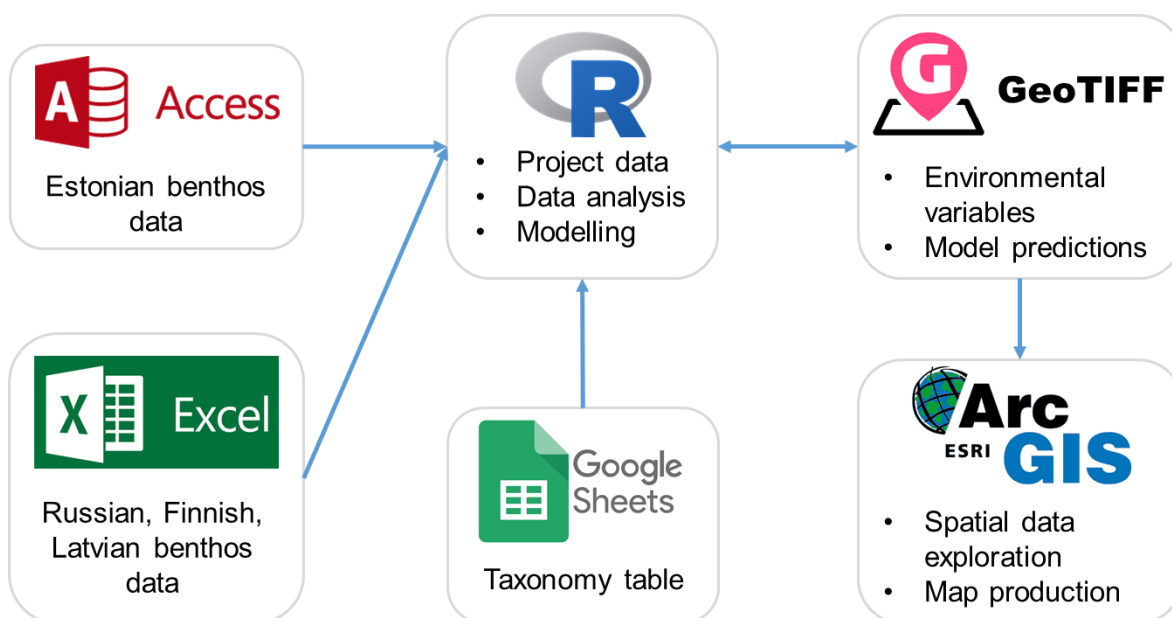 A
Access
Estonian benthos
data
R
• Project data
• Data analysis
• Modelling
G
GeoTIFF
• Environmental
variables
• Model predictions
X
Excel
Russian, Finnish,
Latvian benthos
data
Google
Sheets
Taxonomy table
Arc
ESRI
GIS
• Spatial data
exploration
• Map production